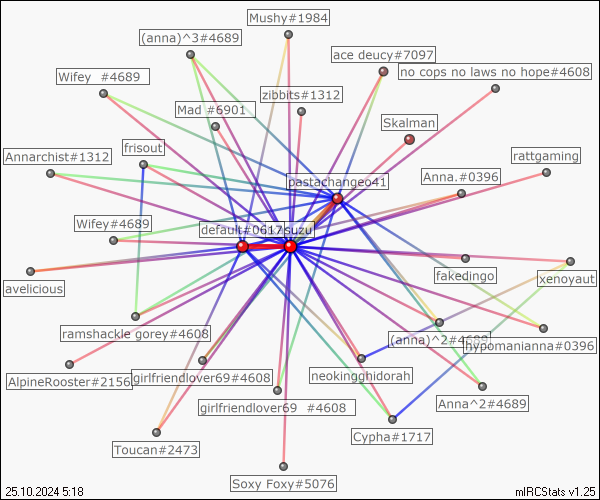 Mushy#1984
(anna)^3#4689
ace deucy#7097
Wifey #4689
no cops no laws no hope#4608
zibbits#1312
Mad #6901
Skalman
frisout
Annarchist#1312
rattgaming
pastachangeo41
Anna.#0396
default#0617
suzu
Wifey#4689
fakedingo
xenoyaut
avelicious
ramshackle gorey#4608
(anna)^2#4689
hypomanianna#0396
AlpineRooster#2156
girlfriendlover69#4608
neokingghidorah
girlfriendlover69 #4608
Anna^2#4689
Cypha#1717
Toucan#2473
Soxy Foxy#5076
25.10.2024 5:18
mIRCStats v1.25